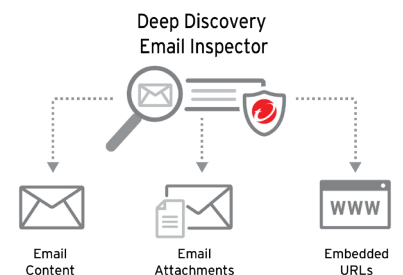 Deep Discovery
Email Inspector
WWW
Email
Content
Email
Attachments
Embedded
URLs